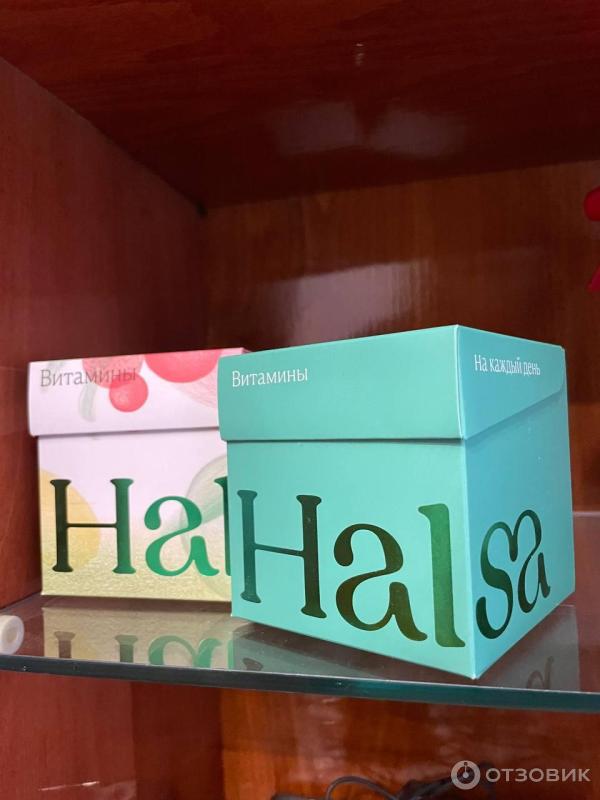 Витамины
Hal
Витамины
На каждый день
Halsa
ОТЗОВИК